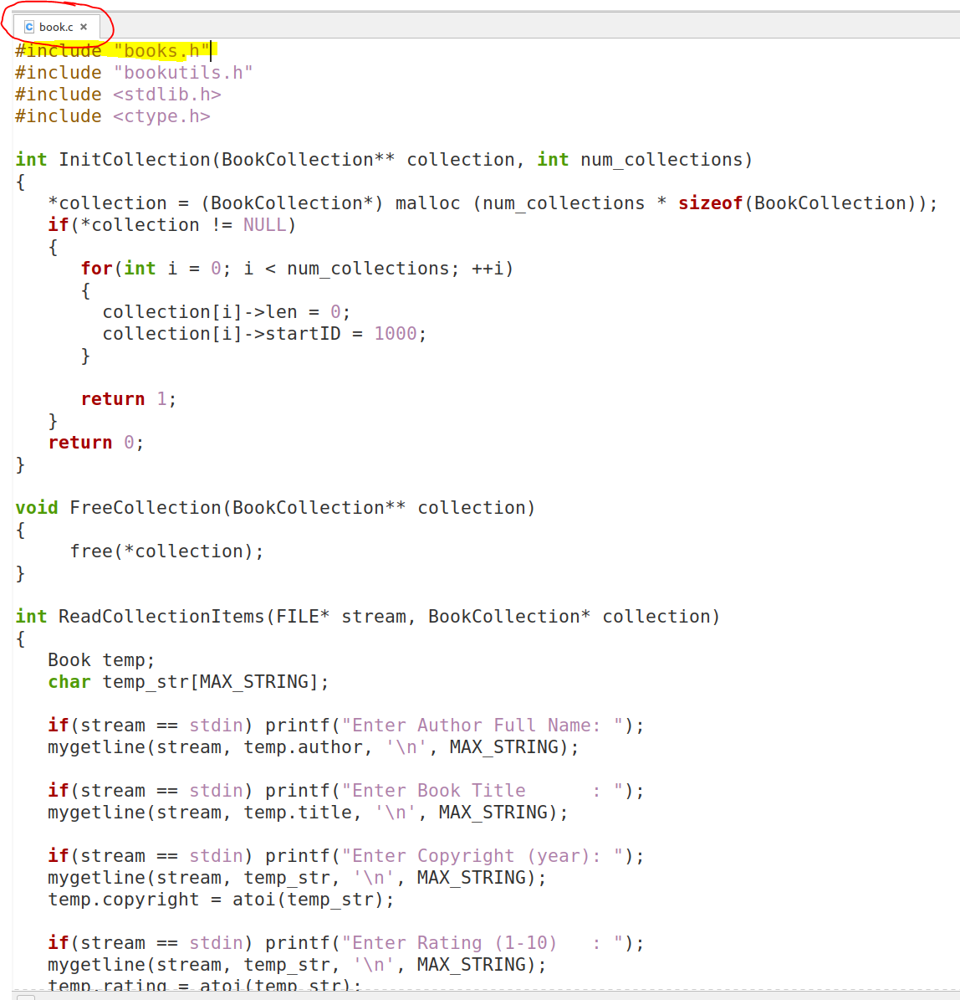 book.c ×
#include "books.h"
#include "bookutils.h"
#include <stdlib.h>
#include <ctype.h>
int InitCollection(BookCollection** collection, int num_collections)
{
   *collection = (BookCollection*) malloc (num_collections * sizeof(BookCollection));
   if(*collection != NULL)
   {
      for(int i = 0; i < num_collections; ++i)
      {
        collection[i]->len = 0;
        collection[i]->startID = 1000;
      }
      return 1;
   }
   return 0;
}
void FreeCollection(BookCollection** collection)
{
     free(*collection);
}
int ReadCollectionItems(FILE* stream, BookCollection* collection)
{
   Book temp;
   char temp_str[MAX_STRING];
   if(stream == stdin) printf("Enter Author Full Name: ");
   mygetline(stream, temp.author, '\n', MAX_STRING);
   if(stream == stdin) printf("Enter Book Title      : ");
   mygetline(stream, temp.title, '\n', MAX_STRING);
   if(stream == stdin) printf("Enter Copyright (year): ");
   mygetline(stream, temp_str, '\n', MAX_STRING);
   temp.copyright = atoi(temp_str);
   if(stream == stdin) printf("Enter Rating (1-10)   : ");
   mygetline(stream, temp_str, '\n', MAX_STRING);
   temp.rating = atoi(temp_str);